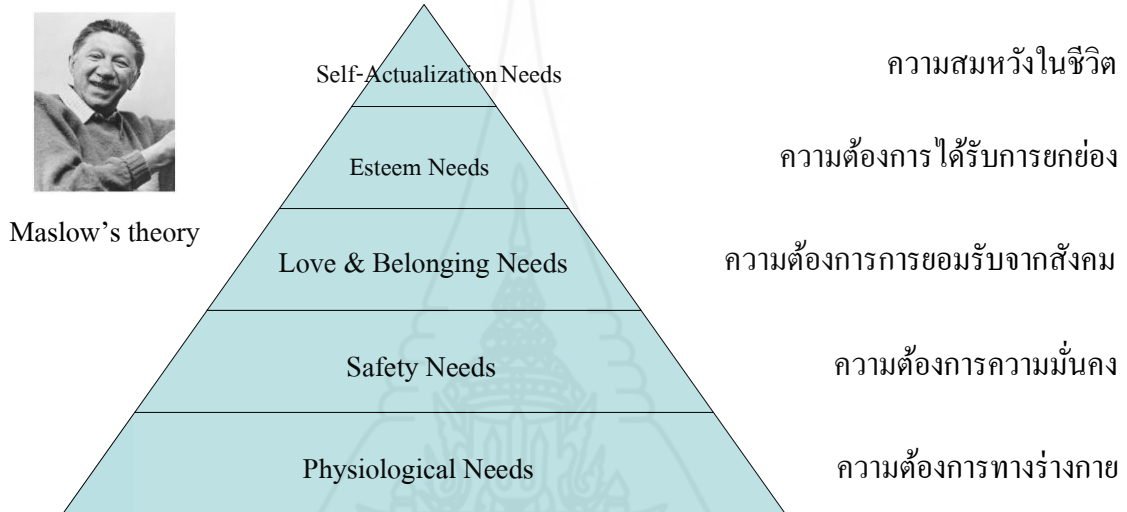 Self-Actualization Needs
ความสมหวังในชีวิต
Esteem Needs
ความต้องการได้รับการยกย่อง
Maslow's theory
Love & Belonging Needs
ความต้องการการยอมรับจากสังคม
Safety Needs
ความต้องการความมั่นคง
Physiological Needs
ความต้องการทางร่างกาย